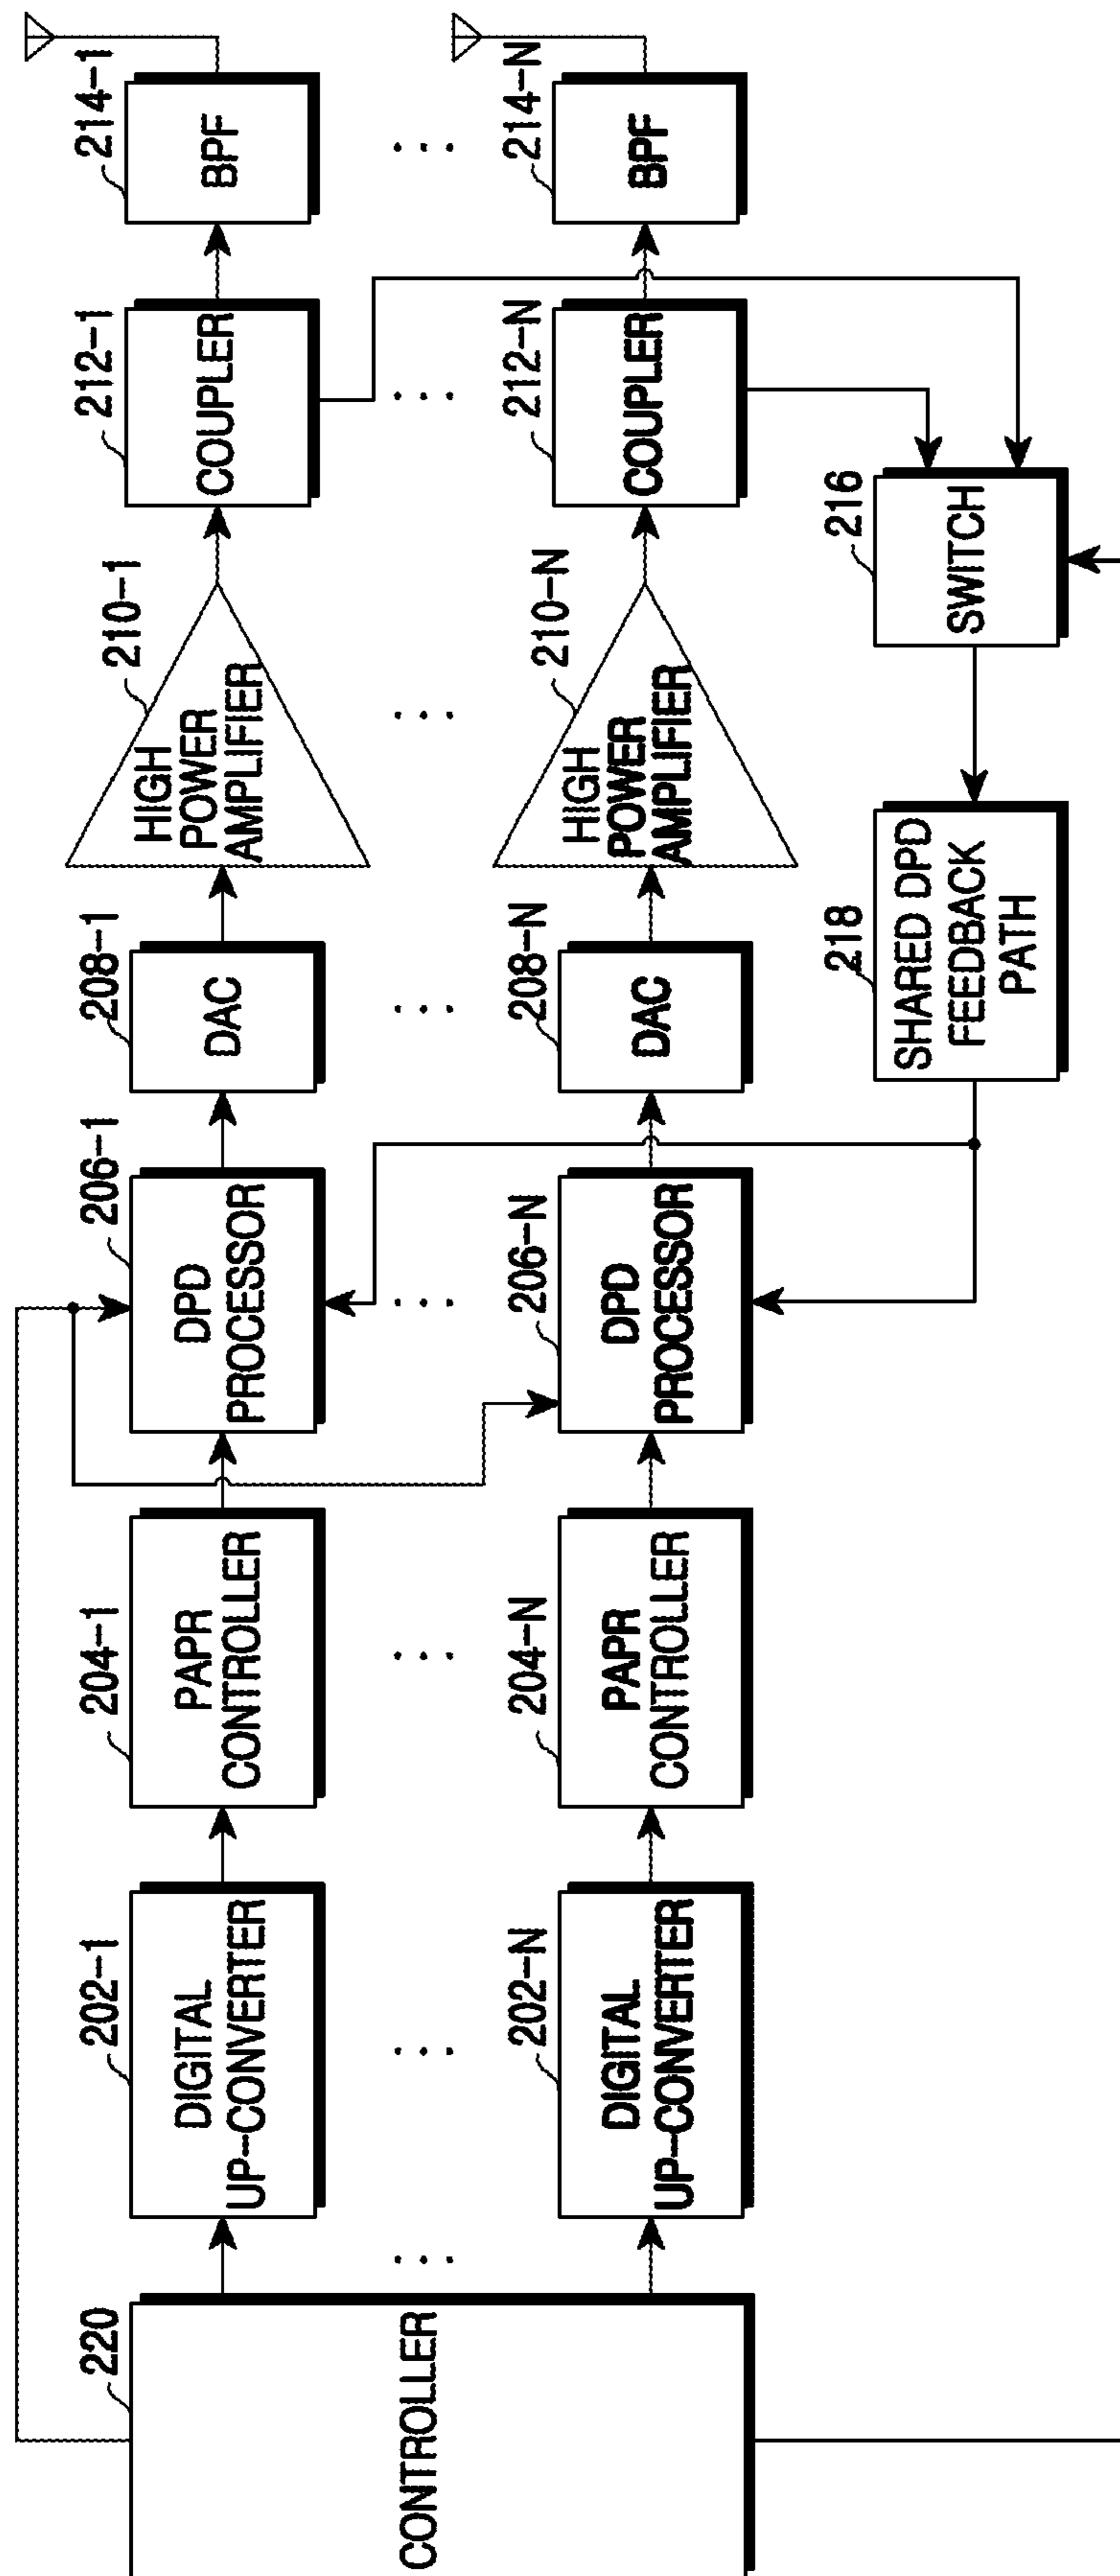 220
CONTROLLER
202-1
DIGITAL
UP-CONVERTER
204-1
PAPR
CONTROLLER
206-1
DPD
PROCESSOR
208-1
DAC
210-1
HIGH
POWER
AMPLIFIER
212-1
COUPLER
214-1
BPF
...
...
...
...
...
...
...
...
202-N
DIGITAL
UP-CONVERTER
204-N
PAPR
CONTROLLER
206-N
DPD
PROCESSOR
208-N
DAC
210-N
HIGH
POWER
AMPLIFIER
212-N
COUPLER
214-N
BPF
218
SHARED DPD
FEEDBACK
PATH
216
SWITCH